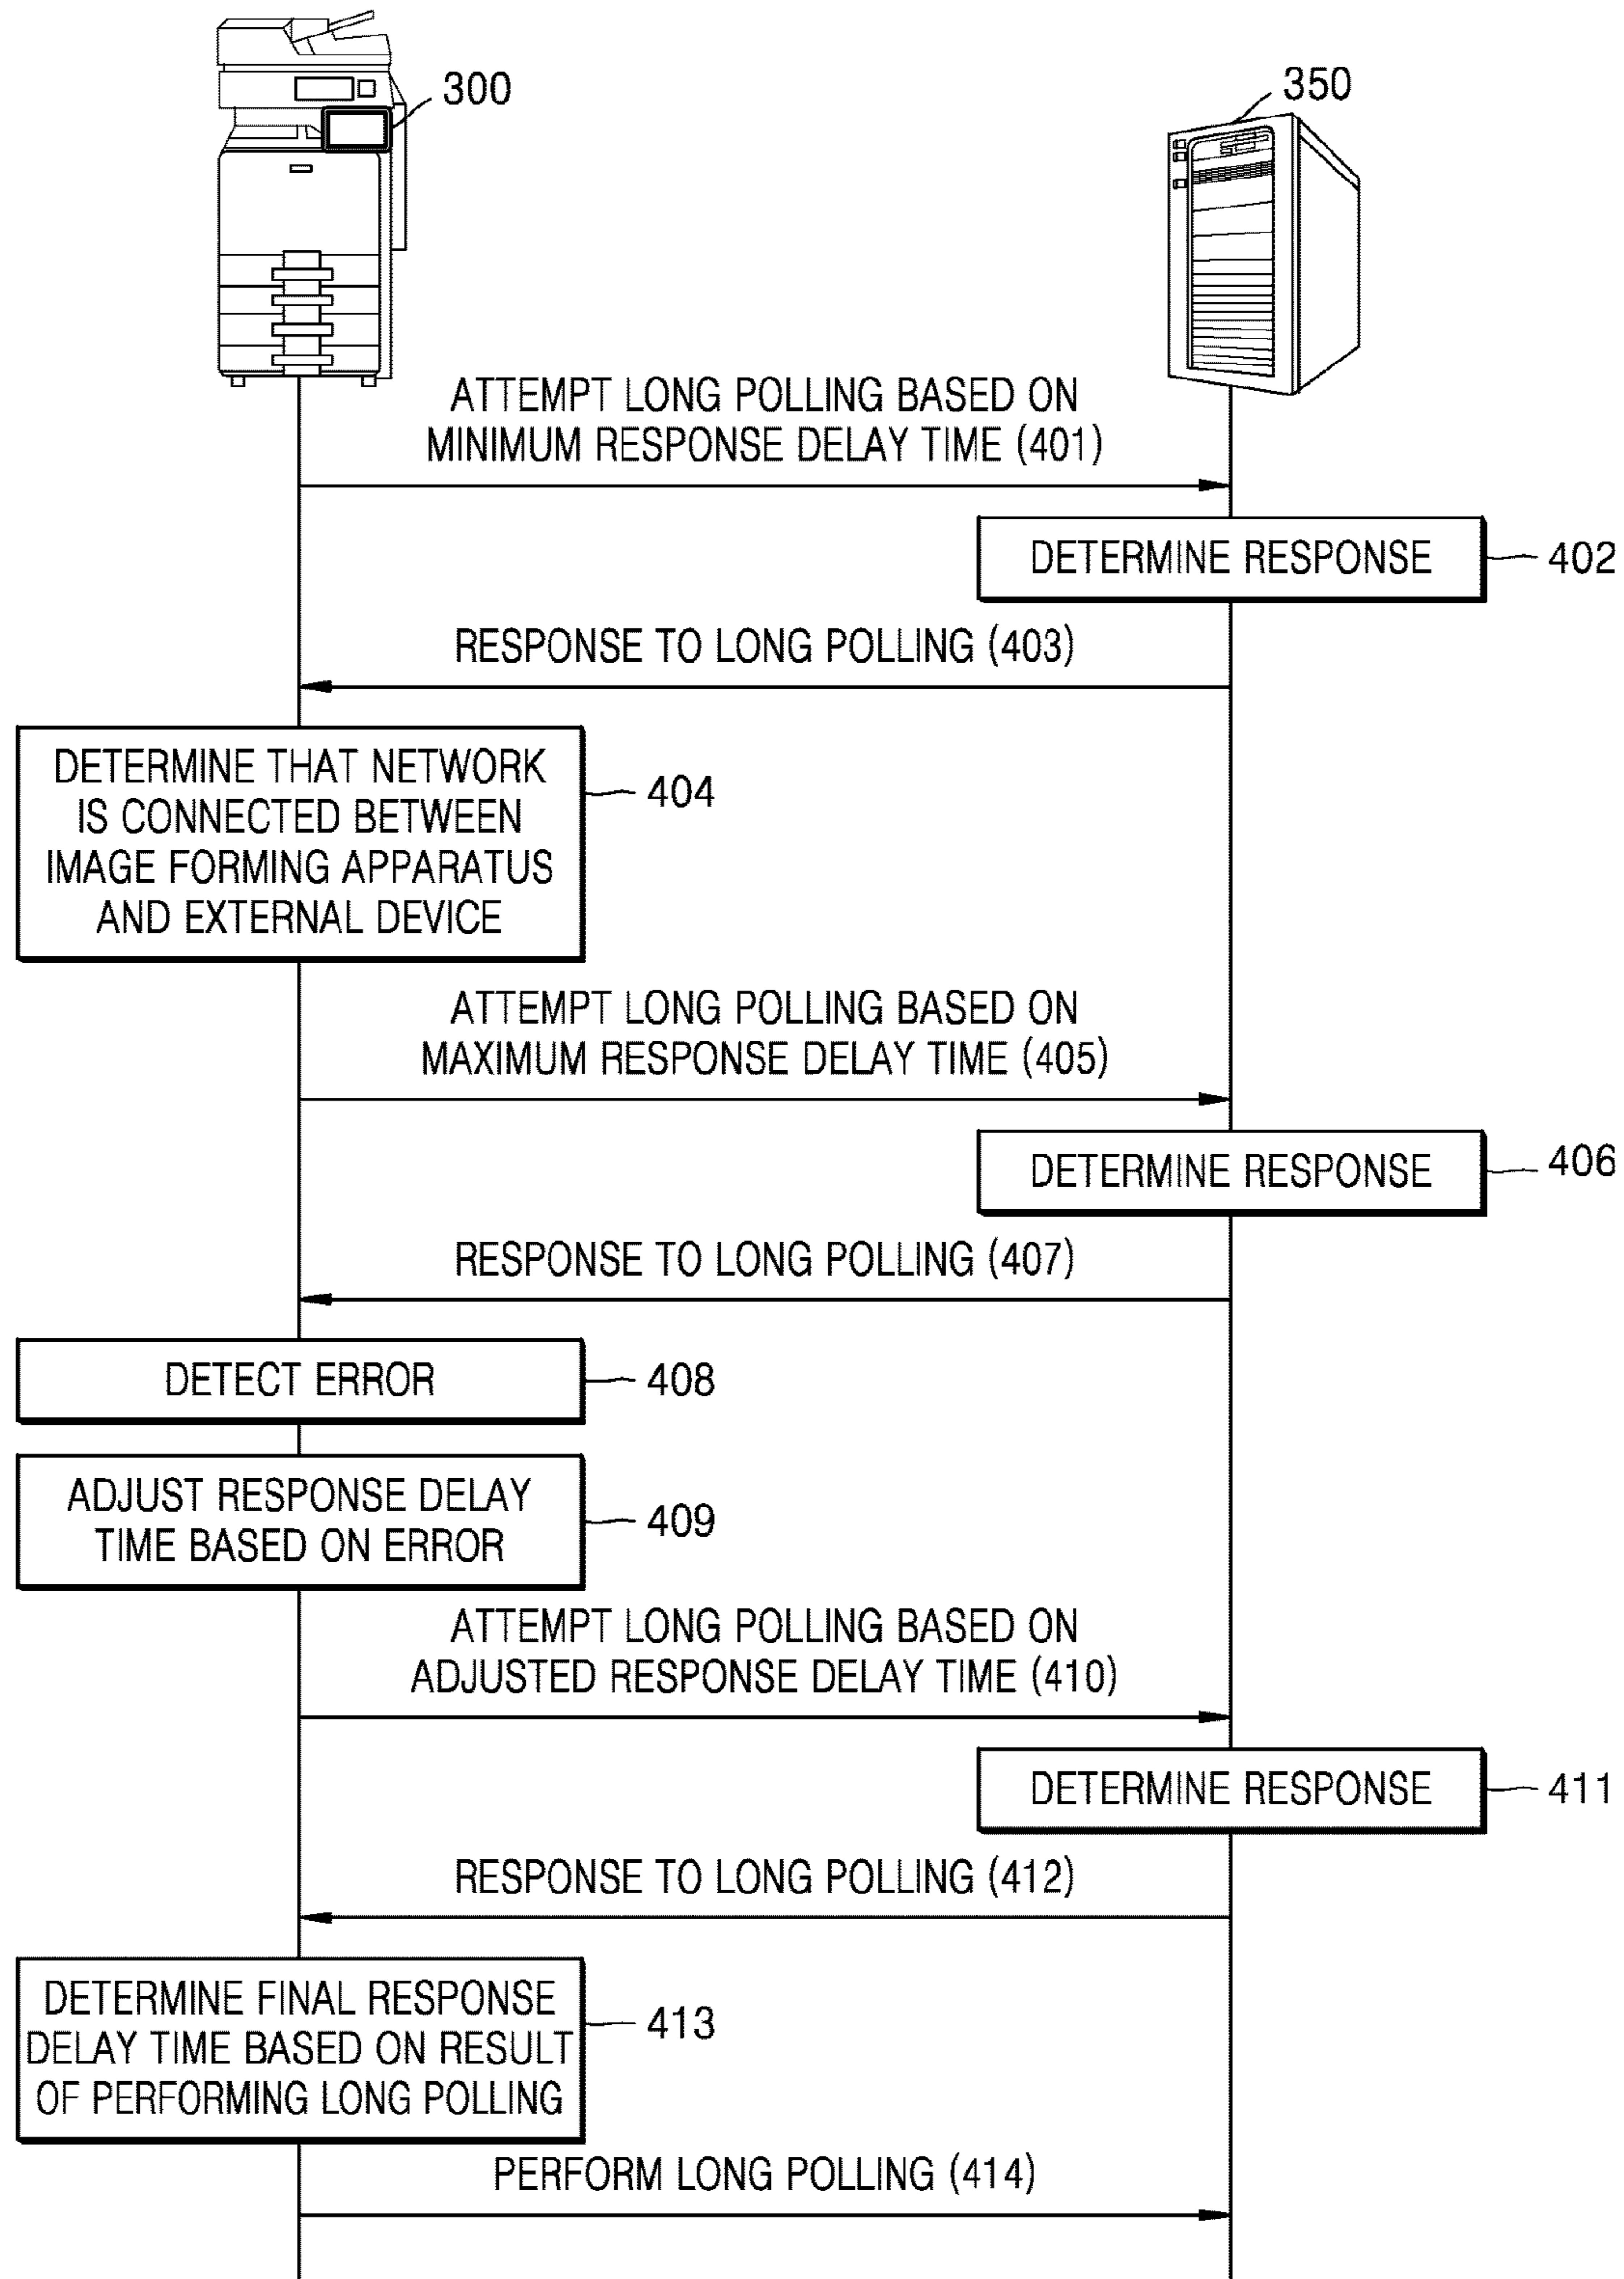 300
350
ATTEMPT LONG POLLING BASED ON
MINIMUM RESPONSE DELAY TIME (401)
DETERMINE RESPONSE
402
RESPONSE TO LONG POLLING (403)
DETERMINE THAT NETWORK
IS CONNECTED BETWEEN
IMAGE FORMING APPARATUS
AND EXTERNAL DEVICE
404
ATTEMPT LONG POLLING BASED ON
MAXIMUM RESPONSE DELAY TIME (405)
DETERMINE RESPONSE
406
RESPONSE TO LONG POLLING (407)
DETECT ERROR
408
ADJUST RESPONSE DELAY
TIME BASED ON ERROR
409
ATTEMPT LONG POLLING BASED ON
ADJUSTED RESPONSE DELAY TIME (410)
DETERMINE RESPONSE
411
RESPONSE TO LONG POLLING (412)
DETERMINE FINAL RESPONSE
DELAY TIME BASED ON RESULT
OF PERFORMING LONG POLLING
413
PERFORM LONG POLLING (414)